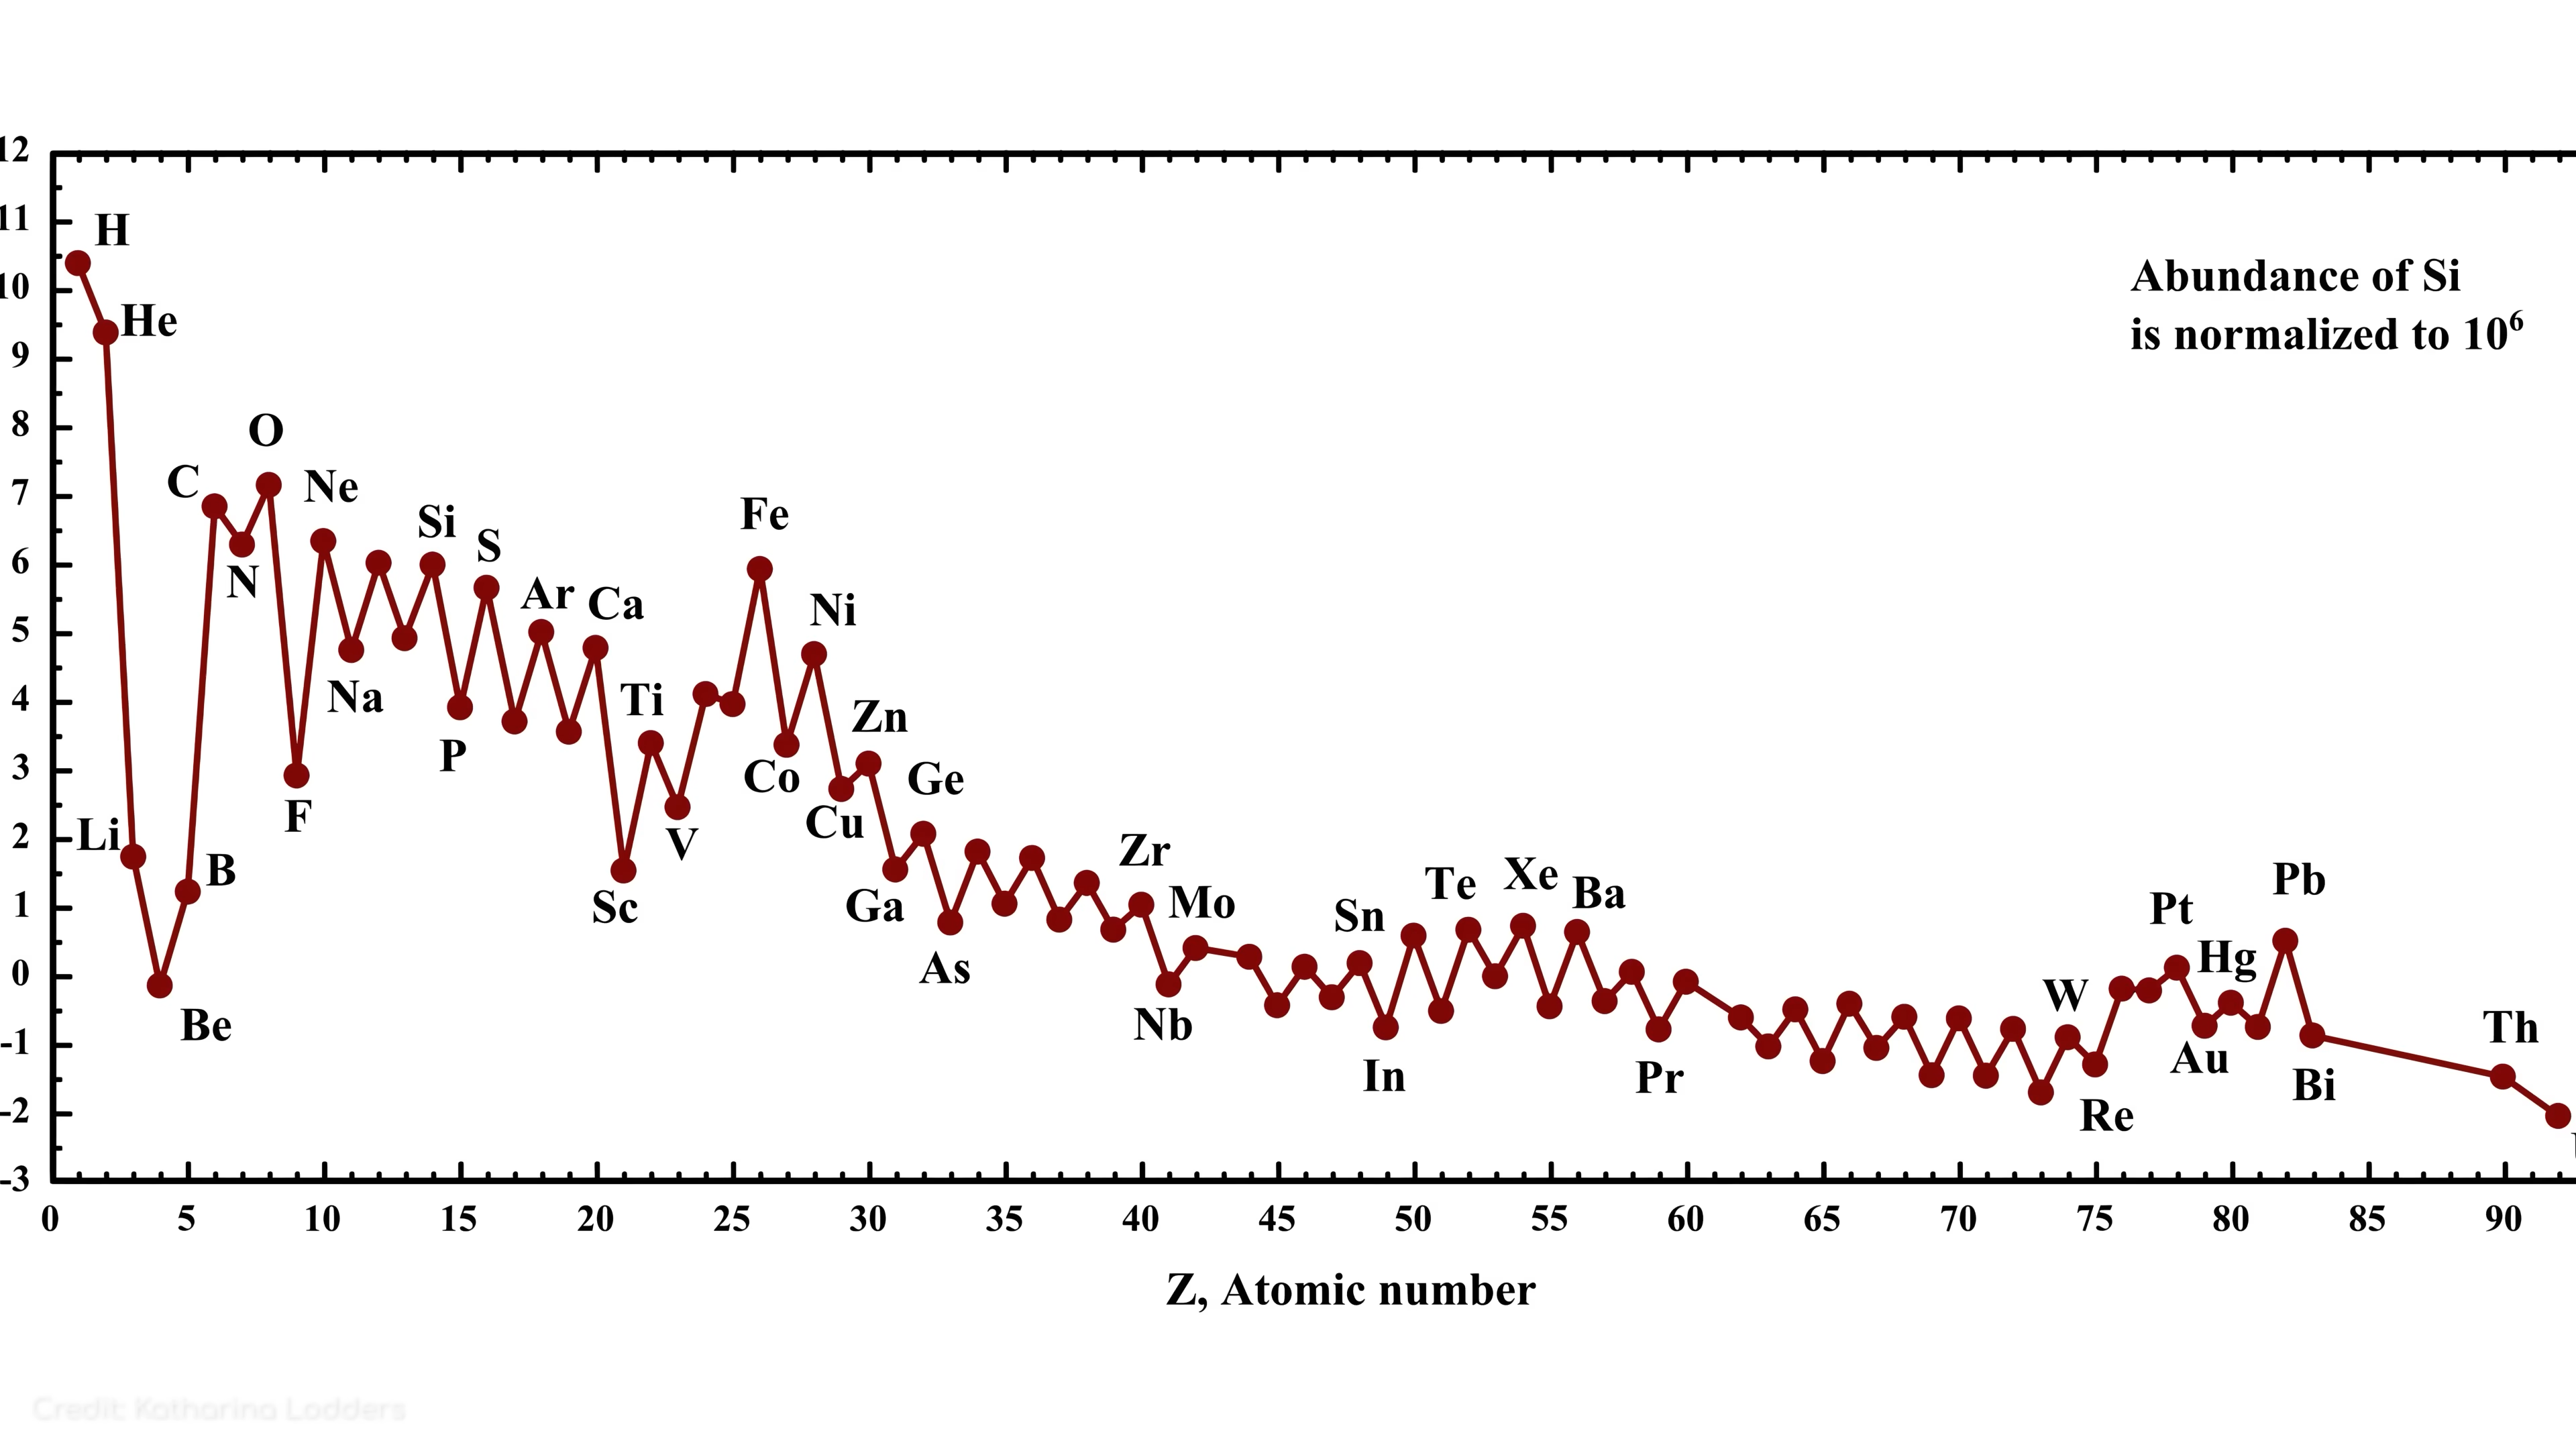 12
11
10
9
8
7
6
5
4
3
2
1
0
-1
-2
-3
H
He
Li
Be
B
C
N
O
F
Ne
Na
Si
P
S
Ar
Ca
Sc
Ti
V
Fe
Co
Ni
Cu
Zn
Ga
Ge
As
Zr
Nb
Mo
Sn
In
Te
Xe
Ba
Pr
W
Re
Pt
Au
Hg
Pb
Bi
Th
Abundance of Si
is normalized to 10⁶
0 5 10 15 20 25 30 35 40 45 50 55 60 65 70 75 80 85 90
Z, Atomic number
Credit: Katharina Lodders